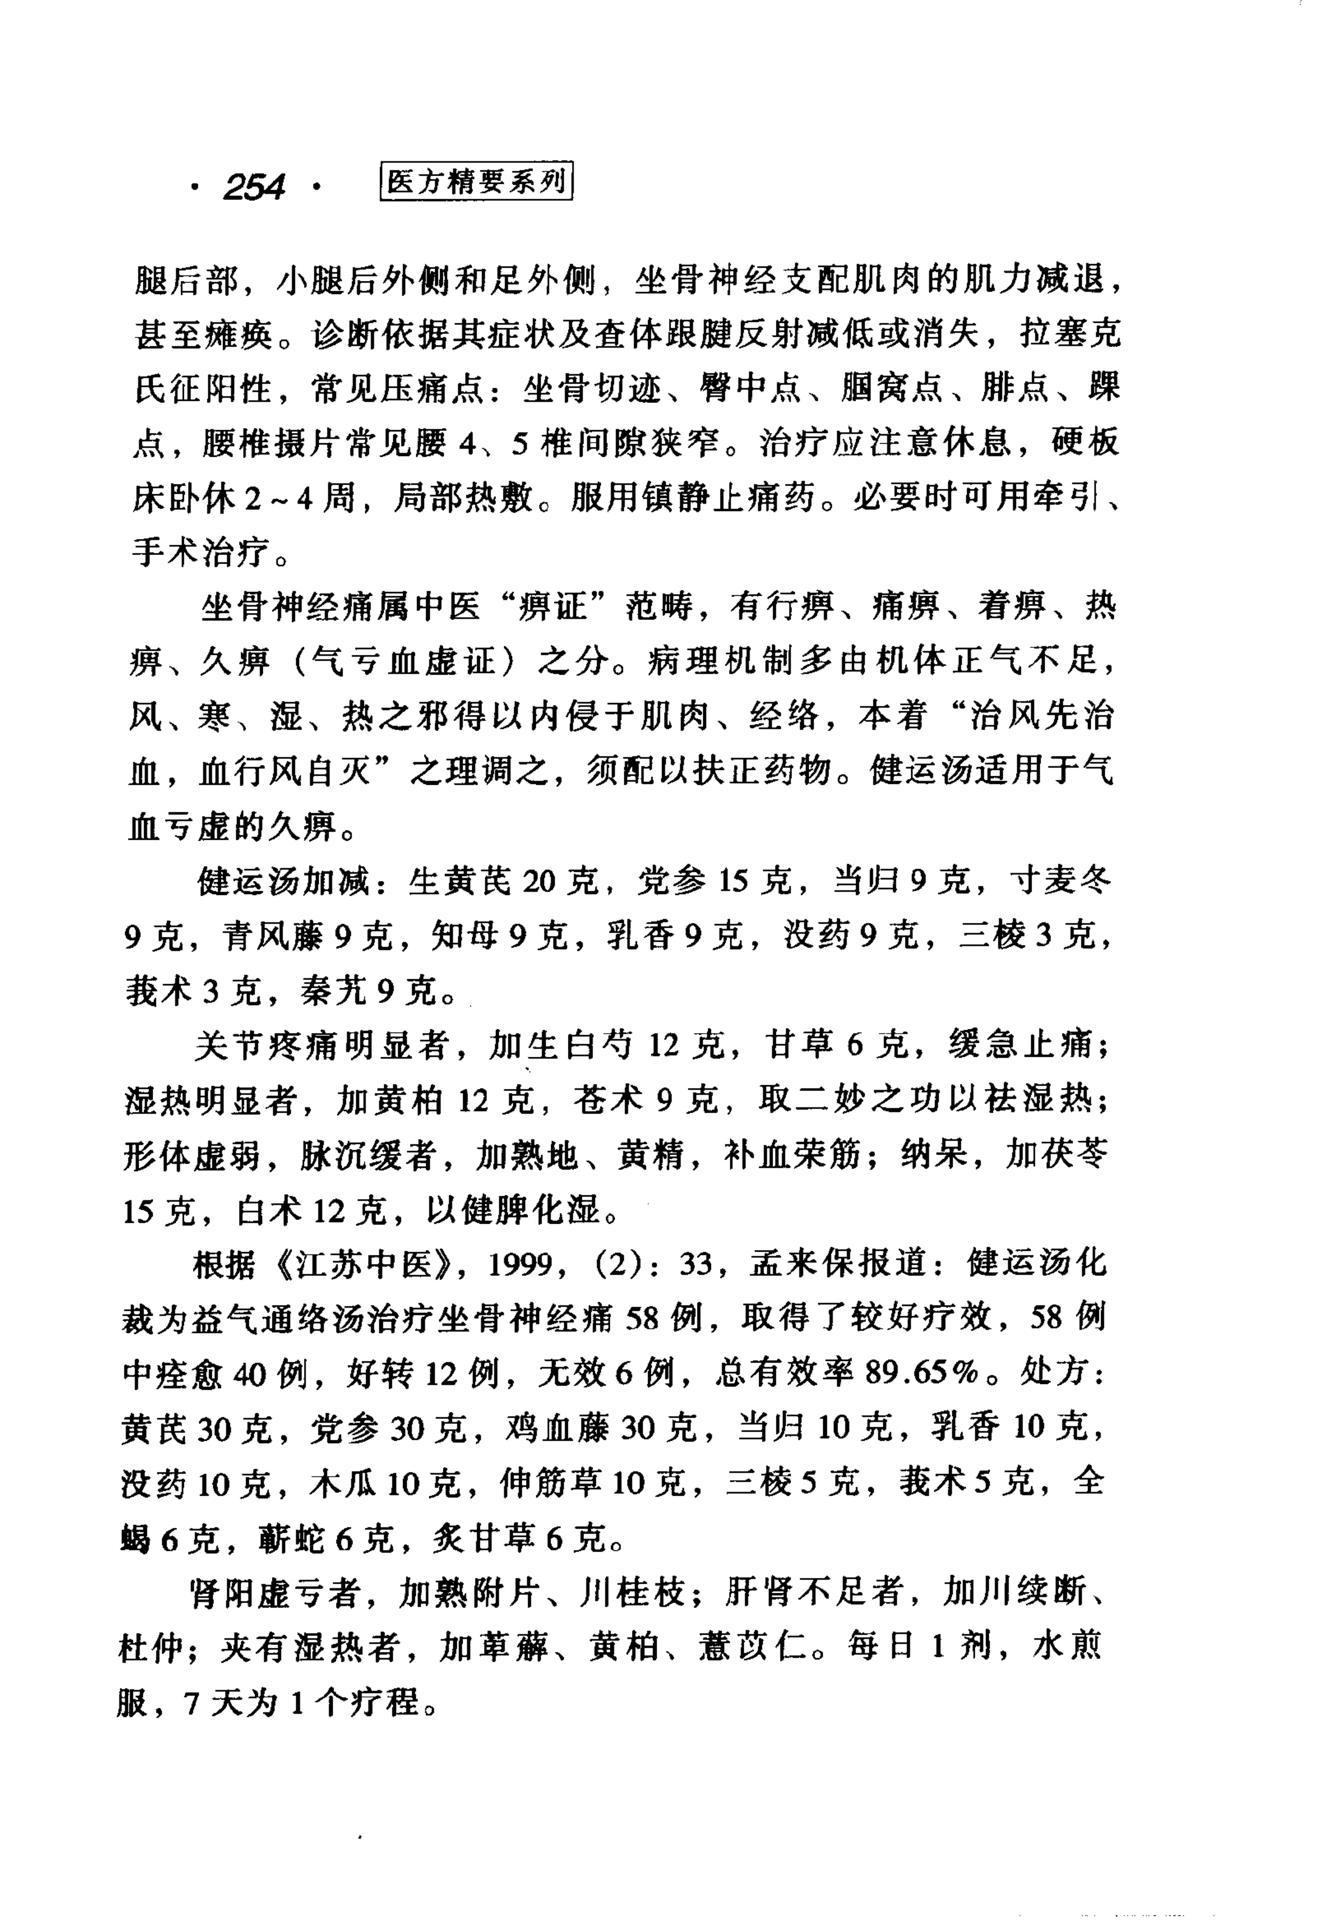 · 254 · 医方精要系列
腿后部，小腿后外侧和足外侧，坐骨神经支配肌肉的肌力减退，
甚至瘫痪。诊断依据其症状及查体跟腱反射减低或消失，拉塞克
氏征阳性，常见压痛点：坐骨切迹、臀中点、腘窝点、腓点、踝
点，腰椎摄片常见腰 4、5 椎间隙狭窄。治疗应注意休息，硬板
床卧休 2～4 周，局部热敷。服用镇静止痛药。必要时可用牵引、
手术治疗。
坐骨神经痛属中医“痹证”范畴，有行痹、痛痹、着痹、热
痹、久痹（气亏血虚证）之分。病理机制多由机体正气不足，
风、寒、湿、热之邪得以内侵于肌肉、经络，本着“治风先治
血，血行风自灭”之理调之，须配以扶正药物。健运汤适用于气
血亏虚的久痹。
健运汤加减：生黄芪 20 克，党参 15 克，当归 9 克，寸麦冬
9 克，青风藤 9 克，知母 9 克，乳香 9 克，没药 9 克，三棱 3 克，
莪术 3 克，秦艽 9 克。
关节疼痛明显者，加生白芍 12 克，甘草 6 克，缓急止痛；
湿热明显者，加黄柏 12 克，苍术 9 克，取二妙之功以祛湿热；
形体虚弱，脉沉缓者，加熟地、黄精，补血荣筋；纳呆，加茯苓
15 克，白术 12 克，以健脾化湿。
根据《江苏中医》，1999，（2）：33，孟来保报道：健运汤化
裁为益气通络汤治疗坐骨神经痛 58 例，取得了较好疗效，58 例
中痊愈 40 例，好转 12 例，无效 6 例，总有效率 89.65%。处方：
黄芪 30 克，党参 30 克，鸡血藤 30 克，当归 10 克，乳香 10 克，
没药 10 克，木瓜 10 克，伸筋草 10 克，三棱 5 克，莪术 5 克，全
蝎 6 克，蕲蛇 6 克，炙甘草 6 克。
肾阳虚亏者，加熟附片、川桂枝；肝肾不足者，加川续断、
杜仲；夹有湿热者，加萆薢、黄柏、薏苡仁。每日 1 剂，水煎
服，7 天为 1 个疗程。